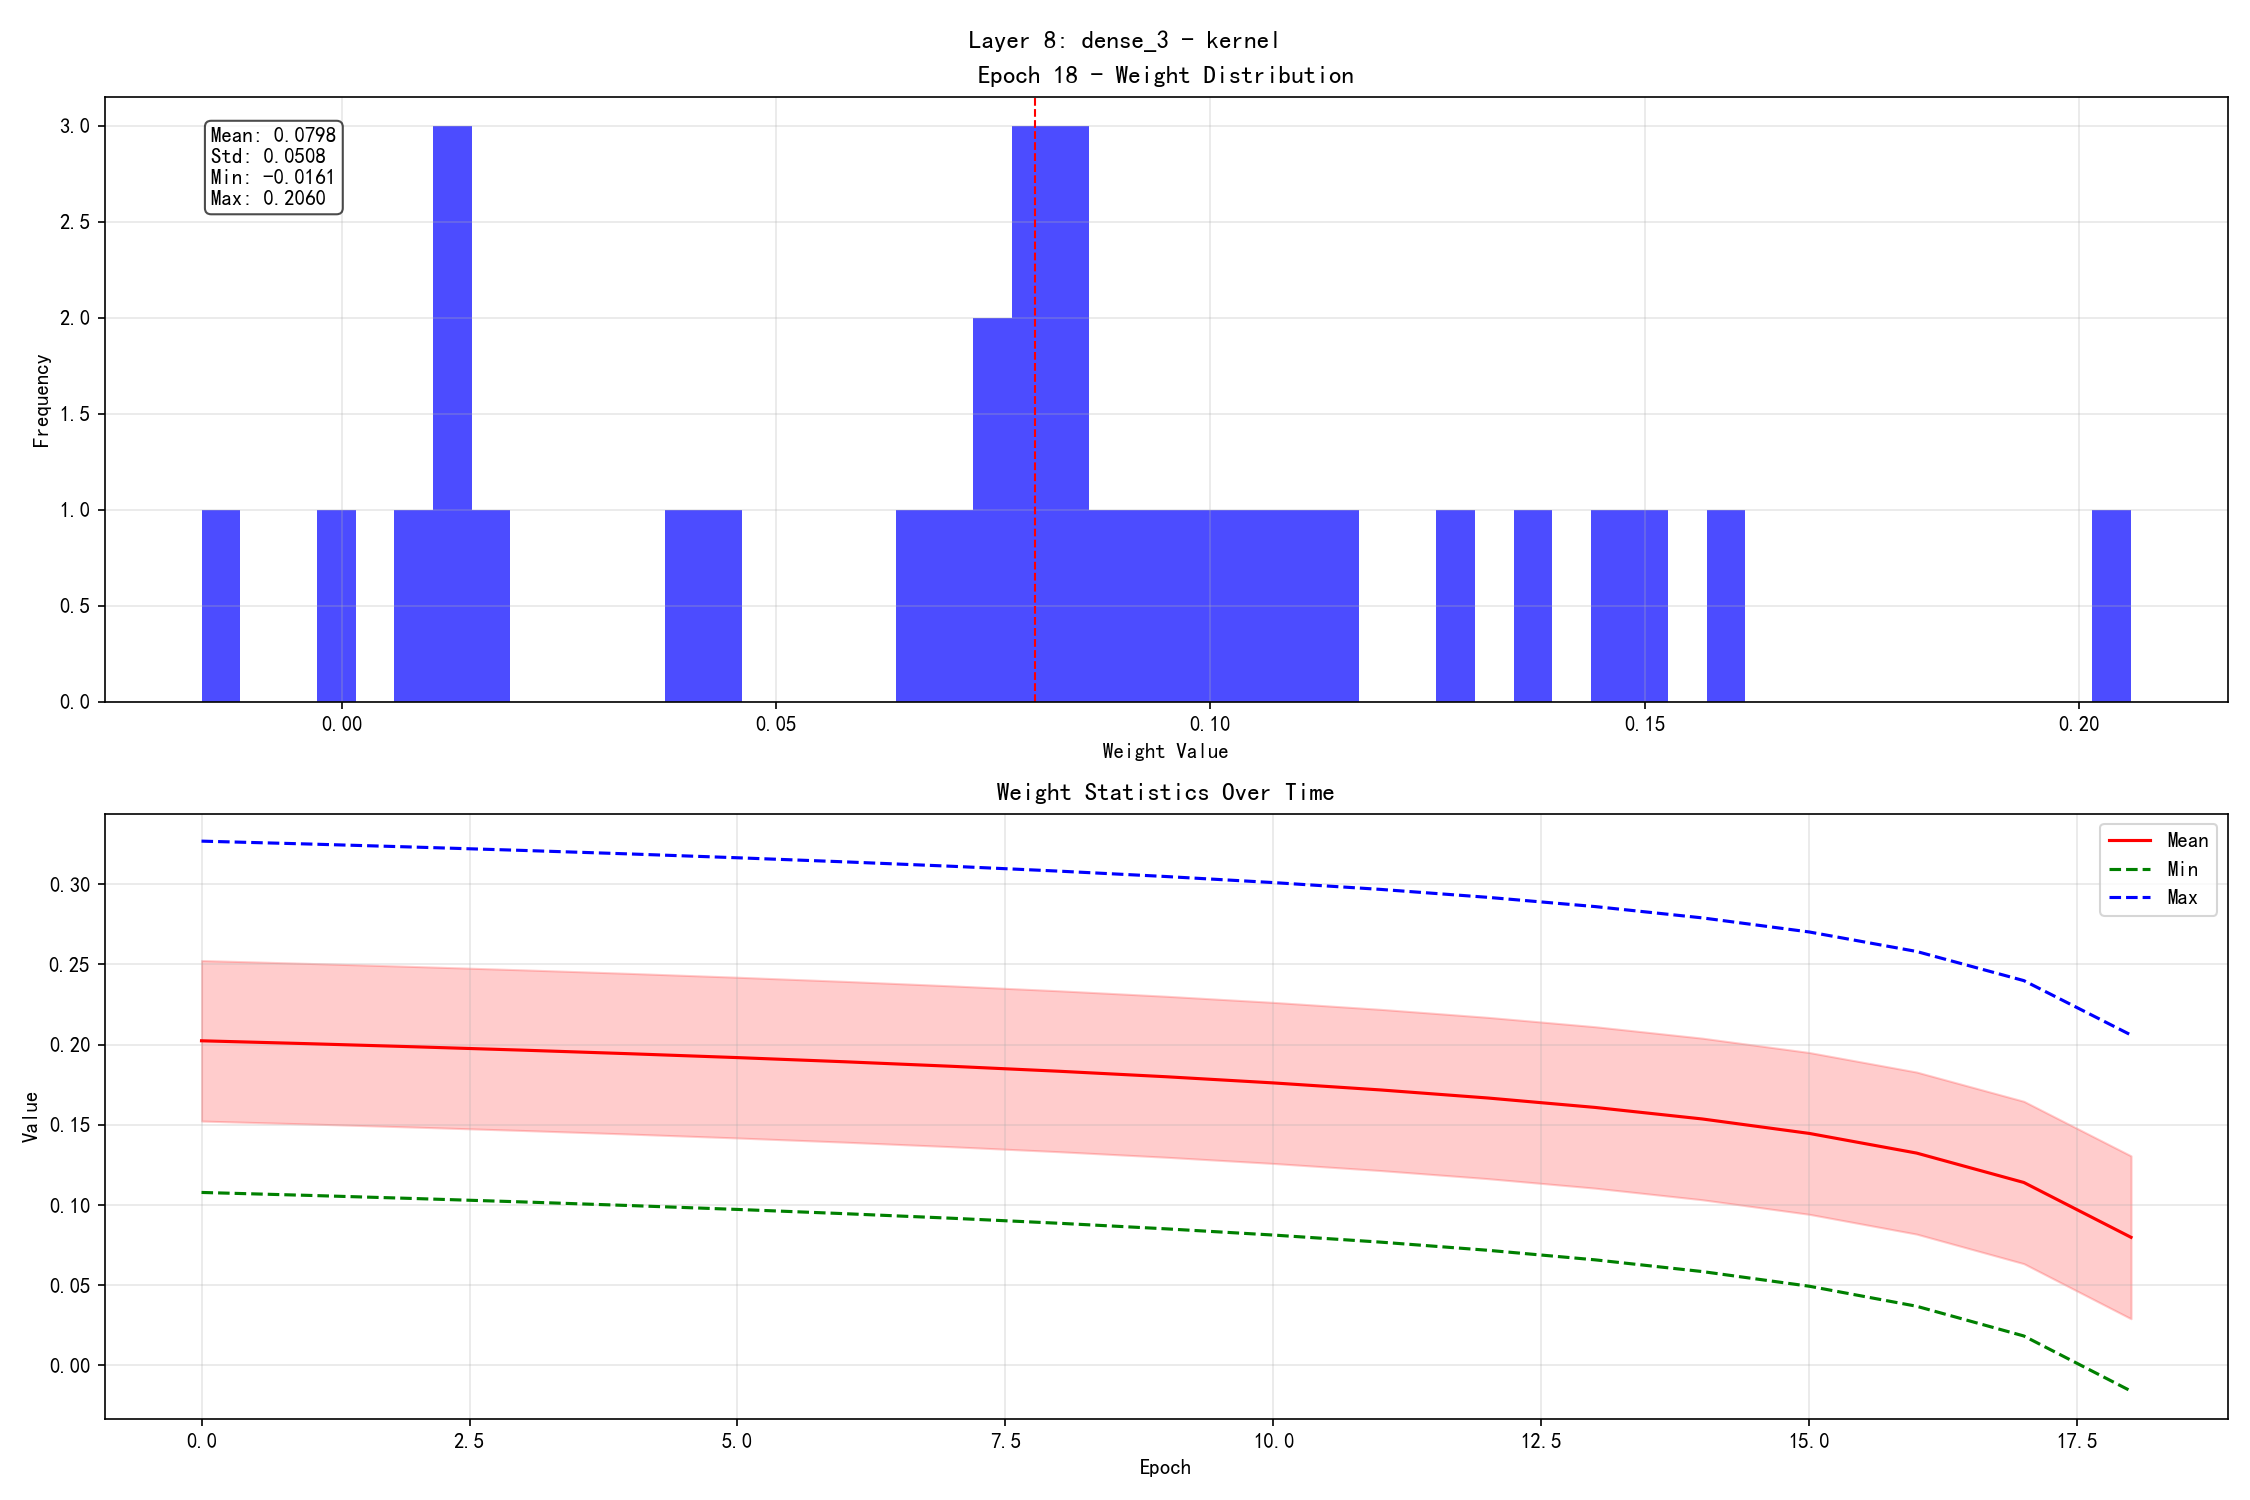 Layer 8: dense_3 - kernel
Epoch 18 - Weight Distribution
Mean: 0.0798
Std: 0.0508
Min: -0.0161
Max: 0.2060
3.0
2.5
2.0
1.5
1.0
0.5
0.0
Frequency
0.00 0.05 0.10 0.15 0.20
Weight Value
Weight Statistics Over Time
Mean
Min
Max
0.30
0.25
0.20
0.15
0.10
0.05
0.00
Value
0.0 2.5 5.0 7.5 10.0 12.5 15.0 17.5
Epoch